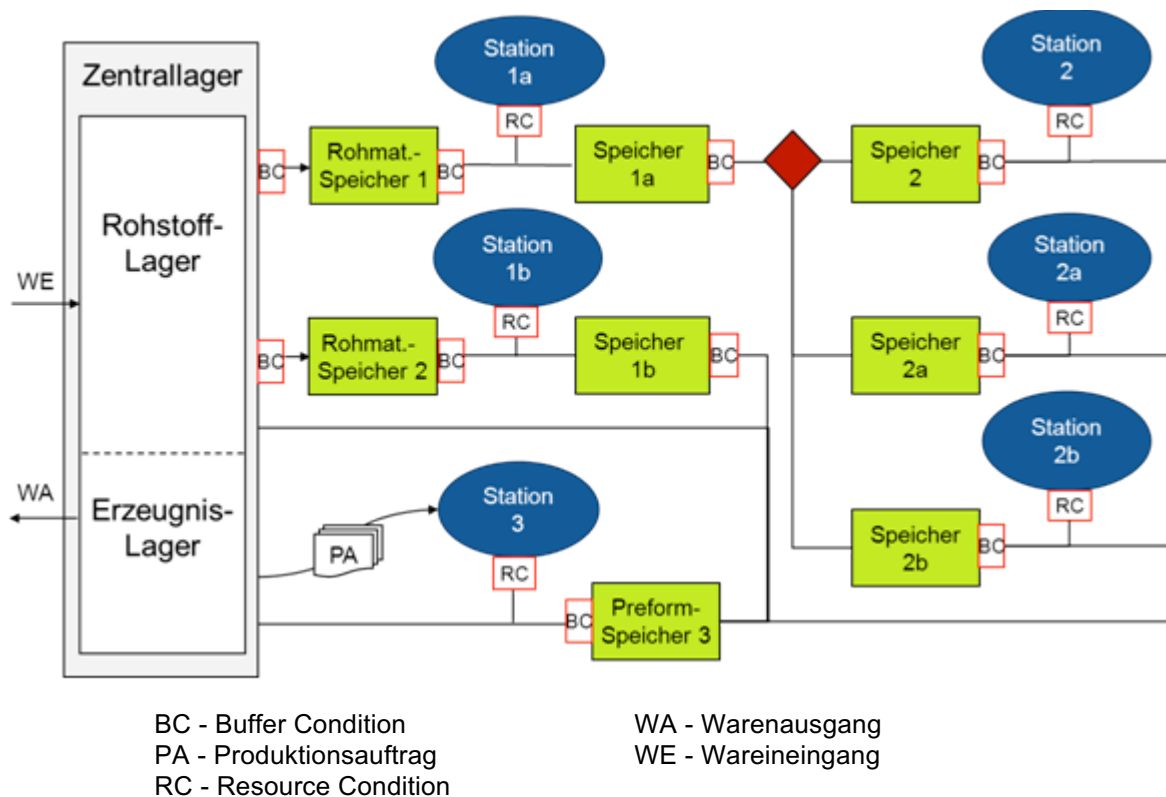 Zentrallager
Rohstoff-
Lager
Erzeugnis-
Lager
WE
WA
BC
Rohmat.-
Speicher 1
BC
Station
1a
RC
Speicher
1a
BC
Speicher
2
BC
Station
2
RC
BC
Rohmat.-
Speicher 2
BC
Station
1b
RC
Speicher
1b
BC
Speicher
2a
BC
Station
2a
RC
Speicher
2b
BC
Station
2b
RC
PA
Station
3
RC
BC
Preform-
Speicher 3
BC - Buffer Condition
PA - Produktionsauftrag
RC - Resource Condition
WA - Warenausgang
WE - Wareineingang